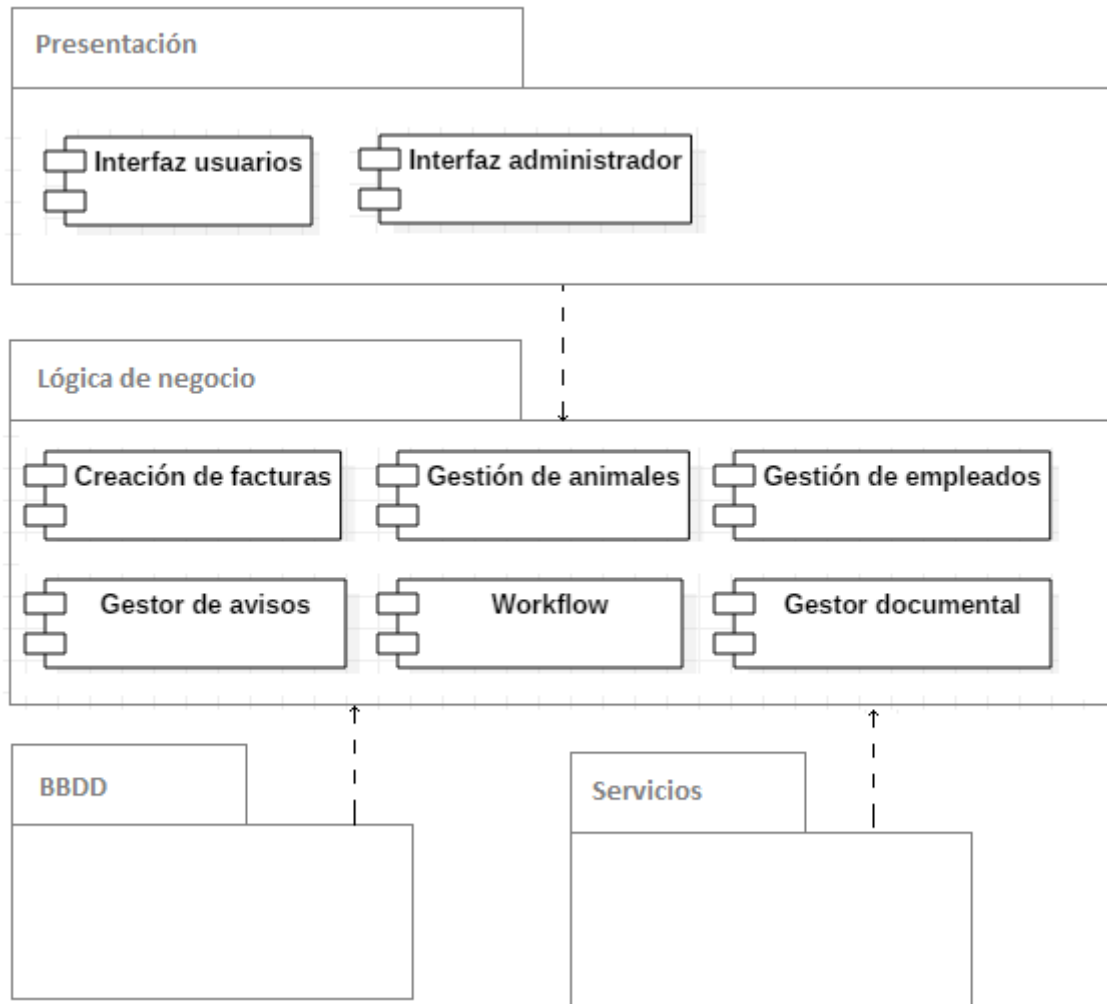 Presentación
Interfaz usuarios
Interfaz administrador
Lógica de negocio
Creación de facturas
Gestión de animales
Gestión de empleados
Gestor de avisos
Workflow
Gestor documental
BBDD
Servicios